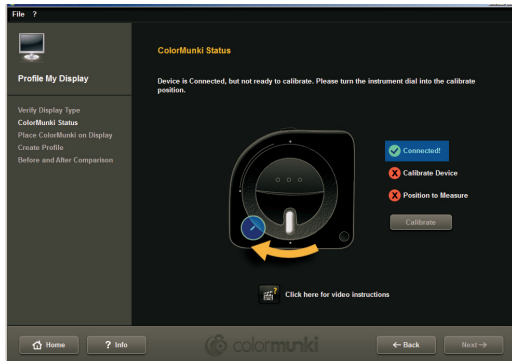 File ?
ColorMunki Status
Profile My Display
Device is Connected, but not ready to calibrate. Please turn the instrument dial into the calibrate
position.
Verify Display Type
ColorMunki Status
Place ColorMunki on Display
Create Profile
Before and After Comparison
Connected!
Calibrate Device
Position to Measure
Calibrate
? Click here for video instructions
Home
? Info
colormunki
← Back
Next →